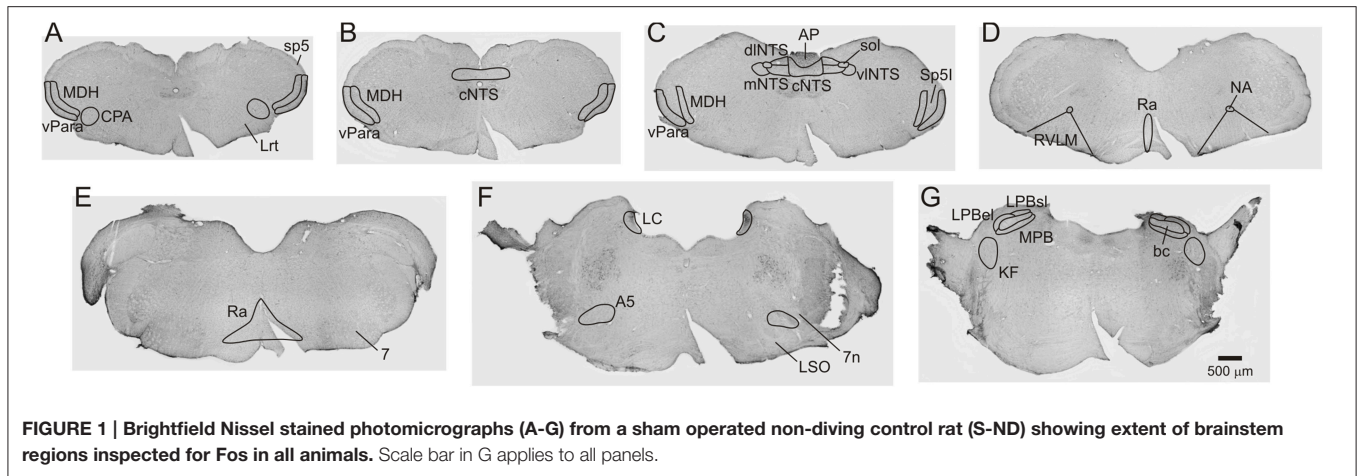 A
sp5
MDH
CPA
vPara
Lrt
B
MDH
cNTS
vPara
C
AP
dlNTS
sol
Sp5I
mNTS
cNTS
vlNTS
MDH
vPara
D
Ra
NA
RVLM
E
Ra
7
F
LC
A5
7n
LSO
G
LPBsl
LPBel
MPB
bc
KF
500 µm
FIGURE 1 | Brightfield Nissel stained photomicrographs (A-G) from a sham operated non-diving control rat (S-ND) showing extent of brainstem
regions inspected for Fos in all animals. Scale bar in G applies to all panels.